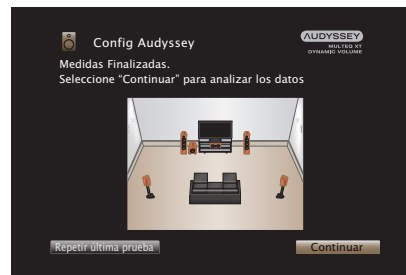 Config Audyssey
AUDYSSEY
MULTEQ XT
DYNAMIC VOLUME
Medidas Finalizadas.
Seleccione “Continuar” para analizar los datos
Repetir última prueba
Continuar